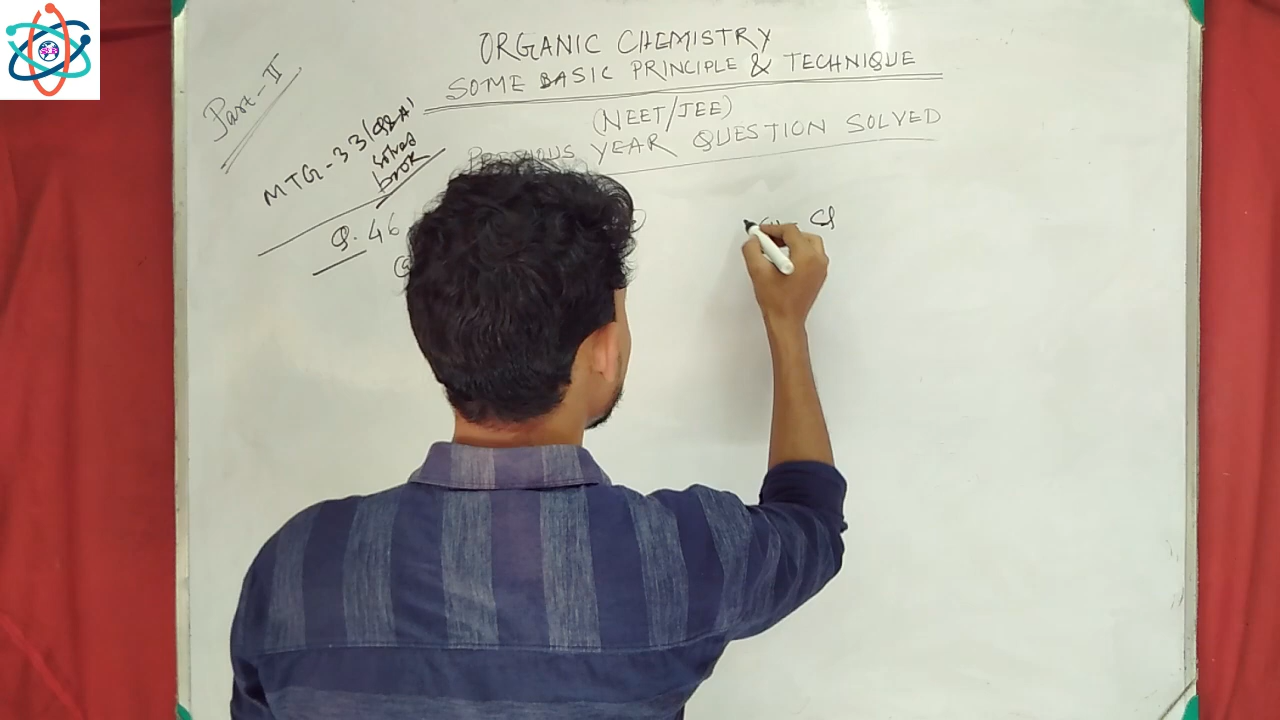 Part-II
ORGANIC CHEMISTRY
SOME BASIC PRINCIPLE & TECHNIQUE
(NEET/JEE)
PREVIOUS YEAR QUESTION SOLVED
MTG-33/
solved
book
Q.46